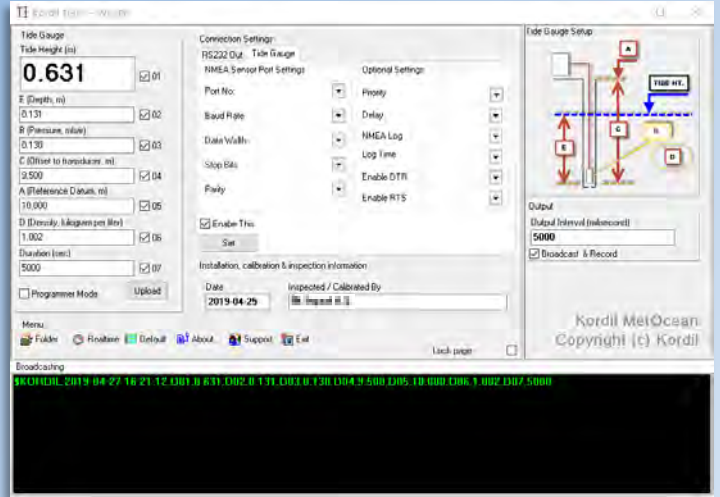 Kordil
Tide Gauge
Tide Height (m)
0.631
01
E (Depth, m)
0.131
02
B (Pressure, mbar)
0.130
03
C (Offset to transducer, m)
9.500
04
A (Reference Datum, m)
10.000
05
D (Density, kilogram per liter)
1.002
06
Duration (sec)
5000
07
Programmer Mode
Upload
Connection Settings
RS232 Out
Tide Gauge
NMEA Sensor Port Settings
Port No:
Baud Rate
Data Width
Stop Bits
Parity
Enable This
Set
Optional Settings
Priority
Delay
NMEA Log
Log Time
Enable DTR
Enable RTS
Installation, calibration & inspection information
Date
2019-04-25
Inspected / Calibrated By
Menu
Folder
Realtime
Default
About
Support
Exit
Lock page
Tide Gauge Setup
A
TIDE HT.
C
E
D
Output
Output Interval (milisecond)
5000
Broadcast & Record
Kordil MetOcean
Copyright (c) Kordil
Broadcasting
$KORDIL,2019-04-27 16:21:12,D01,0.631,D02,0.131,D03,0.130,D04,9.500,D05,10.000,D06,1.002,D07,5000